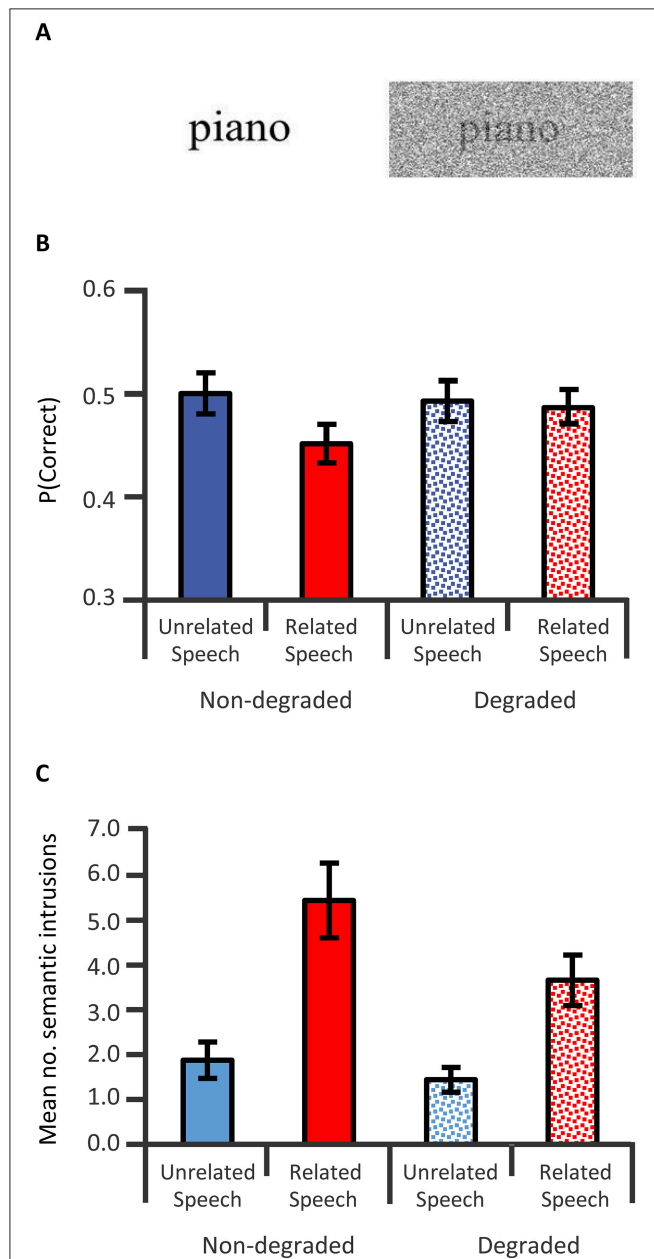 A
piano piano
B
P(Correct)
0.6
0.5
0.4
0.3
Unrelated Speech Related Speech Unrelated Speech Related Speech
Non-degraded Degraded
C
Mean no. semantic intrusions
7.0
6.0
5.0
4.0
3.0
2.0
1.0
0.0
Unrelated Speech Related Speech Unrelated Speech Related Speech
Non-degraded Degraded